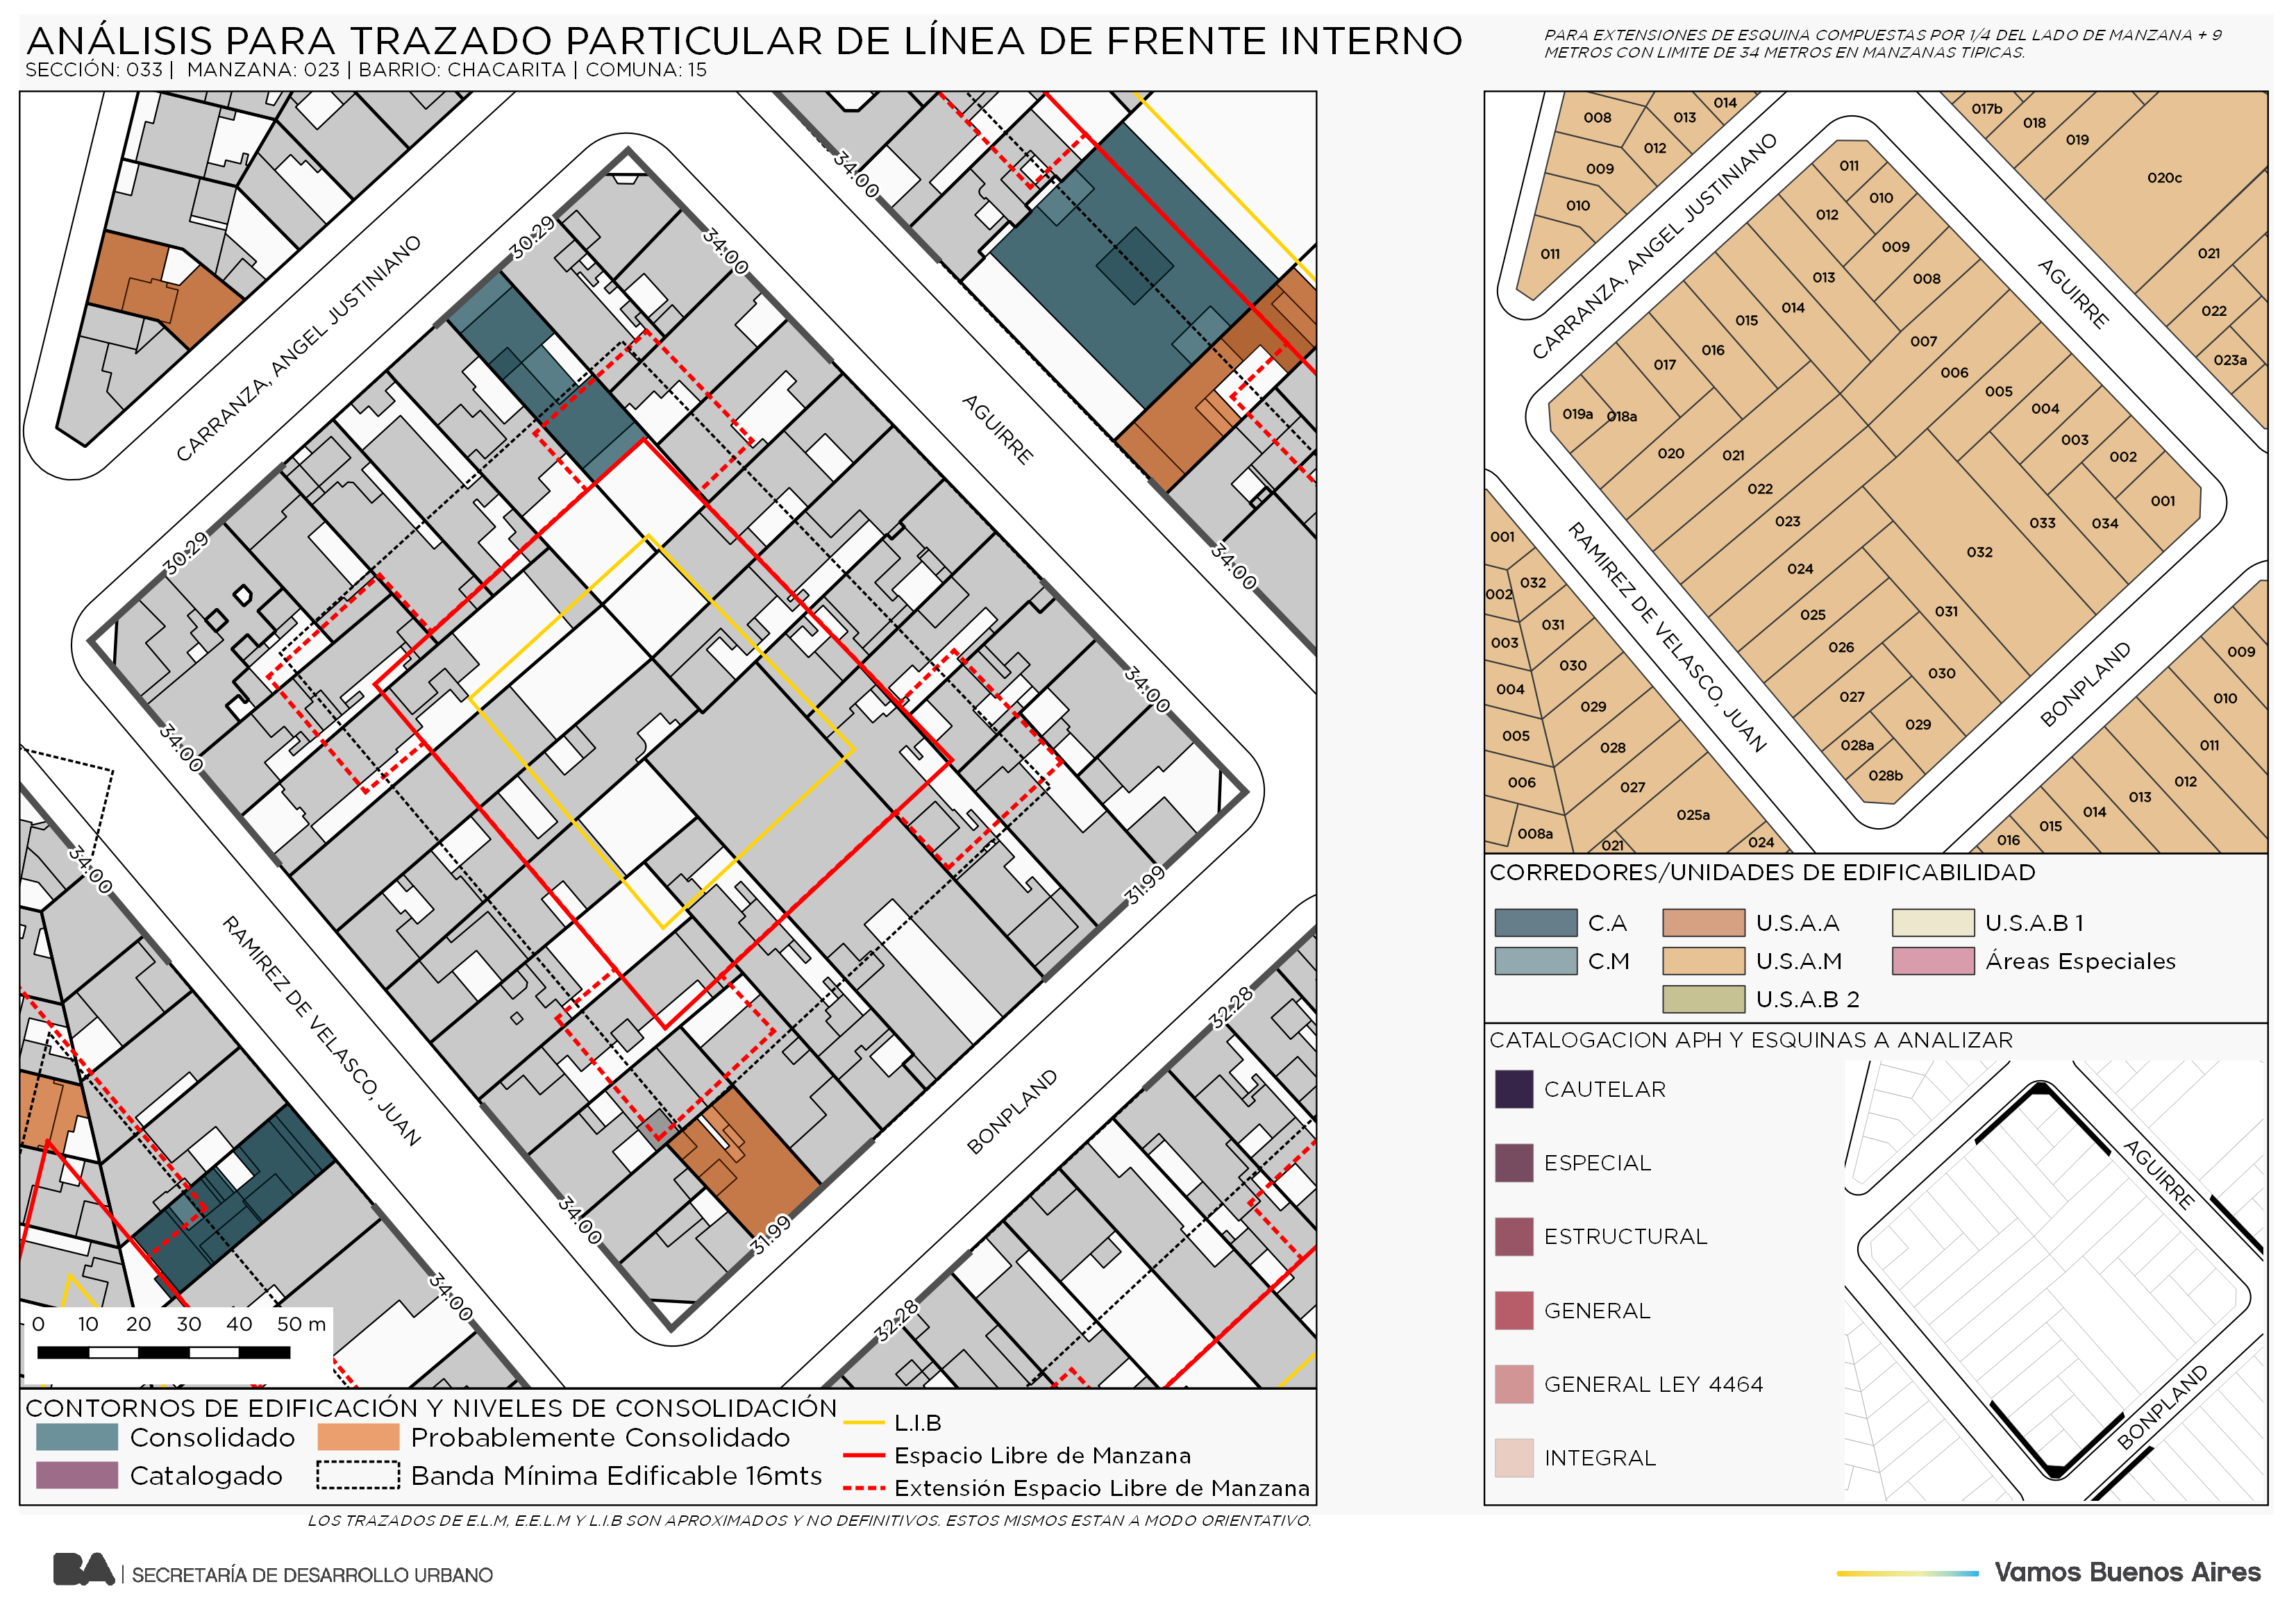 ANÁLISIS PARA TRAZADO PARTICULAR DE LÍNEA DE FRENTE INTERNO
SECCIÓN: 033 | MANZANA: 023 | BARRIO: CHACARITA | COMUNA: 15
PARA EXTENSIONES DE ESQUINA COMPUESTAS POR 1/4 DEL LADO DE MANZANA + 9
METROS CON LIMITE DE 34 METROS EN MANZANAS TIPICAS.
CARRANZA, ANGEL JUSTINIANO
AGUIRRE
RAMIREZ DE VELASCO, JUAN
BONPLAND
30.29
34.00
34.00
30.29
34.00
34.00
34.00
34.00
31.99
34.00
31.99
34.00
32.28
32.28
0 10 20 30 40 50 m
CONTORNOS DE EDIFICACIÓN Y NIVELES DE CONSOLIDACIÓN
Consolidado
Probablemente Consolidado
Catalogado
Banda Mínima Edificable 16mts
L.I.B
Espacio Libre de Manzana
Extensión Espacio Libre de Manzana
LOS TRAZADOS DE E.L.M, E.E.L.M Y L.I.B SON APROXIMADOS Y NO DEFINITIVOS. ESTOS MISMOS ESTAN A MODO ORIENTATIVO.
CARRANZA, ANGEL JUSTINIANO
AGUIRRE
RAMIREZ DE VELASCO, JUAN
BONPLAND
008
013
014
012
009
010
011
017b
018
019
020c
021
022
023a
011
010
012
009
008
013
014
015
016
017
007
006
005
004
003
002
001
019a
018a
020
021
022
023
024
025
026
027
028a
028b
029
030
031
032
033
034
001
032
002
031
003
030
004
029
005
028
006
027
008a
021
025a
024
009
010
011
012
013
014
015
016
CORREDORES/UNIDADES DE EDIFICABILIDAD
C.A
U.S.A.A
U.S.A.B 1
C.M
U.S.A.M
Áreas Especiales
U.S.A.B 2
CATALOGACION APH Y ESQUINAS A ANALIZAR
CAUTELAR
ESPECIAL
ESTRUCTURAL
GENERAL
GENERAL LEY 4464
INTEGRAL
AGUIRRE
BONPLAND
BA | SECRETARÍA DE DESARROLLO URBANO
Vamos Buenos Aires